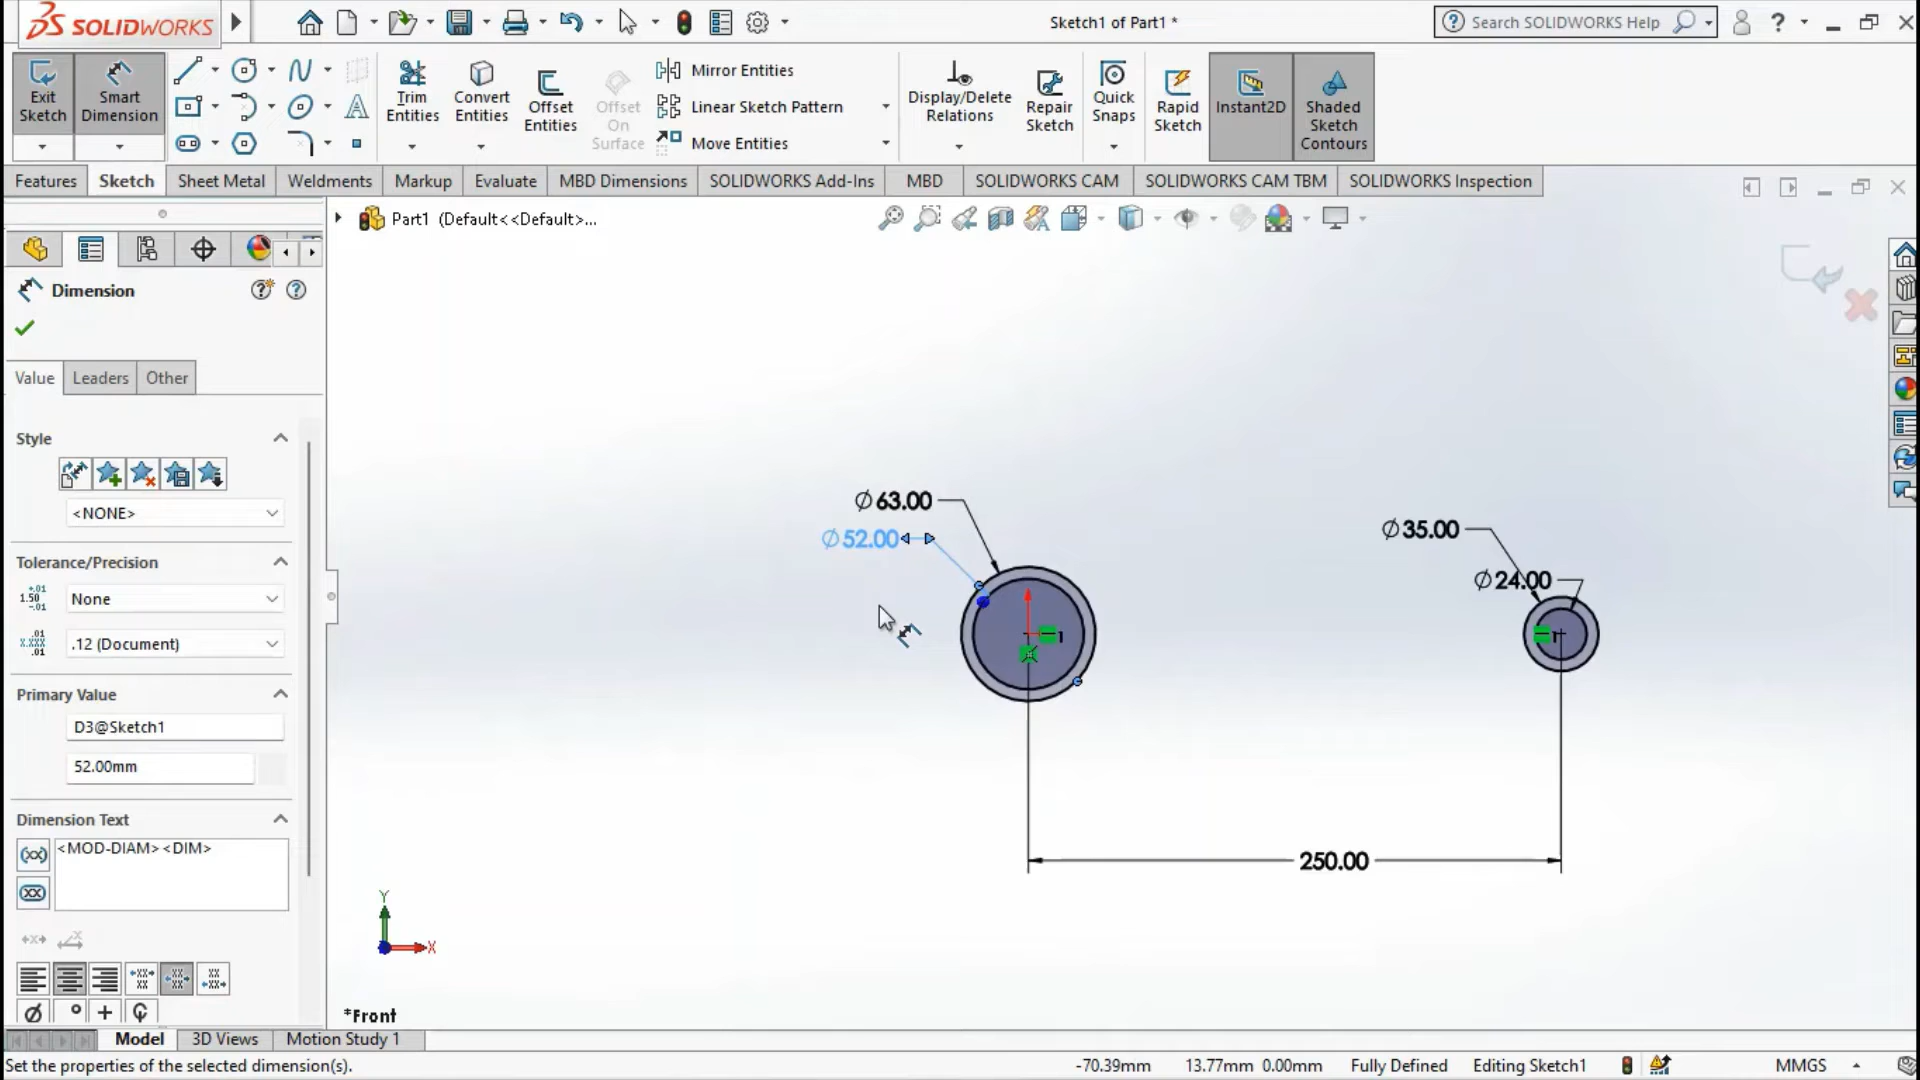 SOLIDWORKS
Sketch1 of Part1 *
Search SOLIDWORKS Help
Exit Sketch
Smart Dimension
Trim Entities
Convert Entities
Offset Entities
Offset On Surface
Mirror Entities
Linear Sketch Pattern
Move Entities
Display/Delete Relations
Repair Sketch
Quick Snaps
Rapid Sketch
Instant2D
Shaded Sketch Contours
Features
Sketch
Sheet Metal
Weldments
Markup
Evaluate
MBD Dimensions
SOLIDWORKS Add-Ins
MBD
SOLIDWORKS CAM
SOLIDWORKS CAM TBM
SOLIDWORKS Inspection
Part1 (Default<<Default>...
Dimension
Value
Leaders
Other
Style
<NONE>
Tolerance/Precision
None
.12 (Document)
Primary Value
D3@Sketch1
52.00mm
Dimension Text
<MOD-DIAM><DIM>
∅63.00
∅52.00
∅35.00
∅24.00
250.00
Y
X
*Front
Model
3D Views
Motion Study 1
Set the properties of the selected dimension(s).
-70.39mm
13.77mm
0.00mm
Fully Defined
Editing Sketch1
MMGS